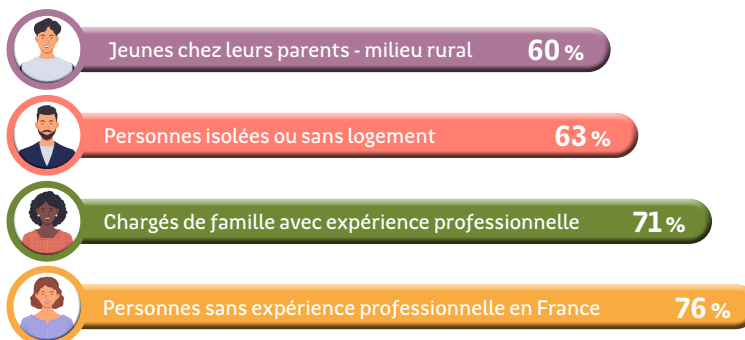 Jeunes chez leurs parents - milieu rural 60 %
Personnes isolées ou sans logement 63 %
Chargés de famille avec expérience professionnelle 71 %
Personnes sans expérience professionnelle en France 76 %